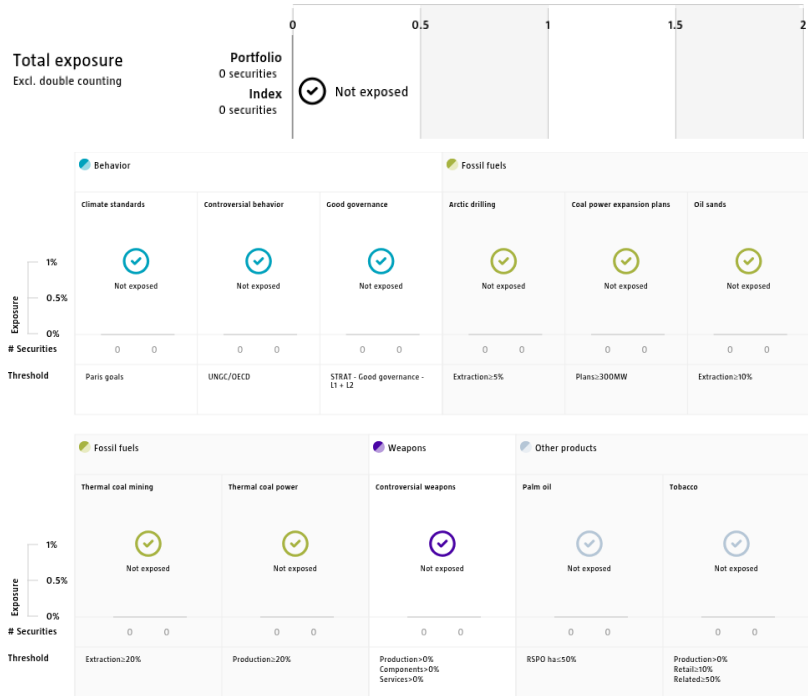 0 0.5 1 1.5 2
Total exposure
Excl. double counting
Portfolio
0 securities
Index
0 securities
Not exposed
Behavior Fossil fuels
Climate standards Controversial behavior Good governance Arctic drilling Coal power expansion plans Oil sands
Exposure
1%
0.5%
0%
Not exposed Not exposed Not exposed Not exposed Not exposed Not exposed
# Securities 0 0 0 0 0 0 0 0 0 0 0 0
Threshold Paris goals UNGC/OECD STRAT - Good governance - Extraction≥5% Plans≥300MW Extraction≥10%
L1 + L2
Fossil fuels Weapons Other products
Thermal coal mining Thermal coal power Controversial weapons Palm oil Tobacco
Exposure
1%
0.5%
0%
Not exposed Not exposed Not exposed Not exposed Not exposed
# Securities 0 0 0 0 0 0 0 0 0 0
Threshold Extraction≥20% Production≥20% Production>0% RSPO ha≤50% Production>0%
Components>0% Retail≥10%
Services>0% Related≥50%